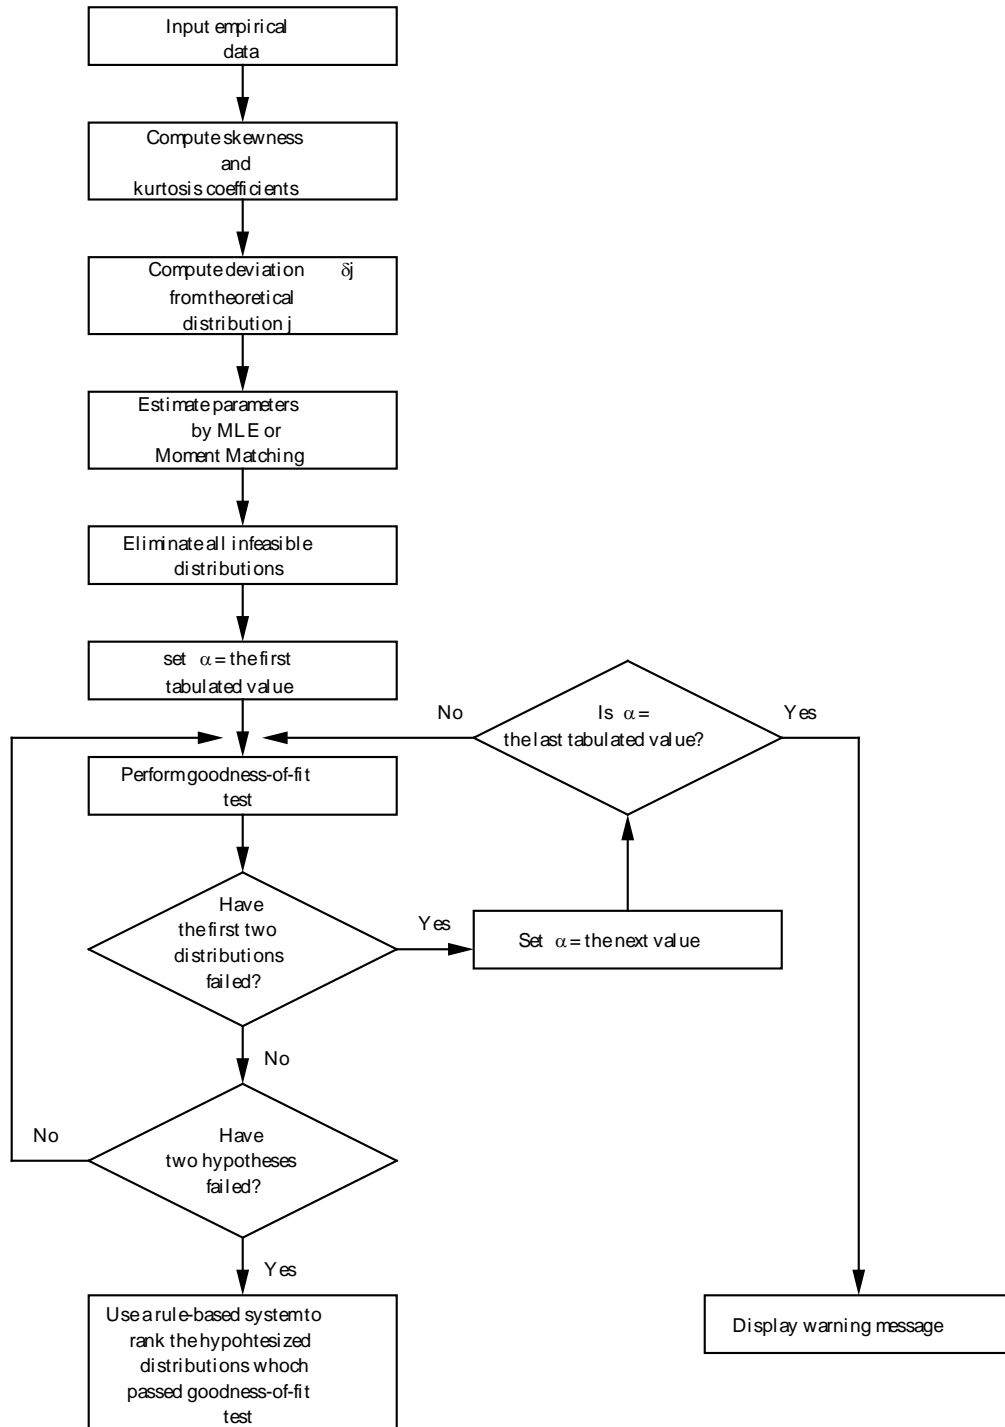 Input empirical
data
Compute skewness
and
kurtosis coefficients
Compute deviation δj
from theoretical
distribution j
Estimate parameters
by MLE or
Moment Matching
Eliminate all infeasible
distributions
set α = the first
tabulated value
No
Is α =
the last tabulated value?
Yes
Perform goodness-of-fit
test
Have
the first two
distributions
failed?
Yes
Set α = the next value
No
No
Have
two hypotheses
failed?
Yes
Use a rule-based system to
rank the hypohtesized
distributions whoch
passed goodness-of-fit
test
Display warning message